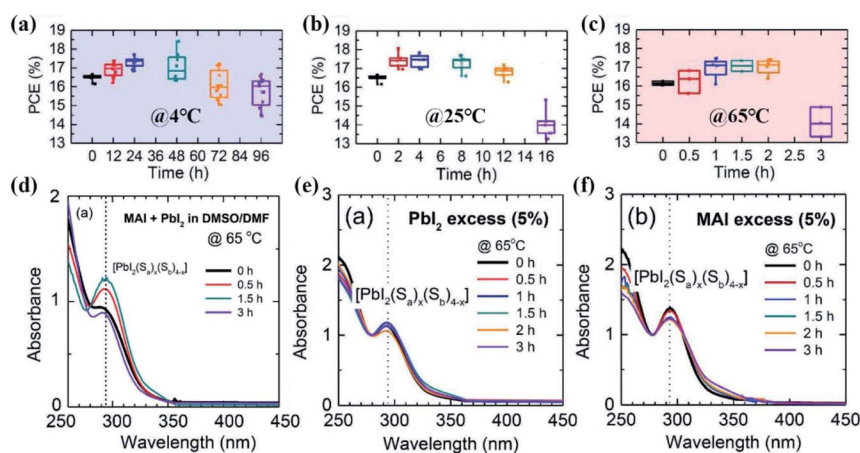 (a)
PCE (%)
19
18
17
16
15
14
13
@4°C
0 12 24 36 48 60 72 84 96
Time (h)
(b)
PCE (%)
19
18
17
16
15
14
13
@25°C
0 2 4 6 8 10 12 14 16
Time (h)
(c)
PCE (%)
19
18
17
16
15
14
13
@65°C
0 0.5 1 1.5 2 2.5 3
Time (h)
(d)
Absorbance
2
1
0
(a)
MAI + PbI2 in DMSO/DMF
@ 65 °C
[PbI2(Sa)x(Sb)4-x]
0 h
0.5 h
1.5 h
3 h
260 300 350 400 450
Wavelength (nm)
(e)
Absorbance
3
2
1
0
(a)
PbI2 excess (5%)
@ 65°C
[PbI2(Sa)x(Sb)4-x]
0 h
0.5 h
1 h
1.5 h
2 h
3 h
250 300 350 400 450
Wavelength (nm)
(f)
Absorbance
3
2
1
0
(b)
MAI excess (5%)
@ 65°C
[PbI2(Sa)x(Sb)4-x]
0 h
0.5 h
1 h
1.5 h
2 h
3 h
250 300 350 400 450
Wavelength (nm)